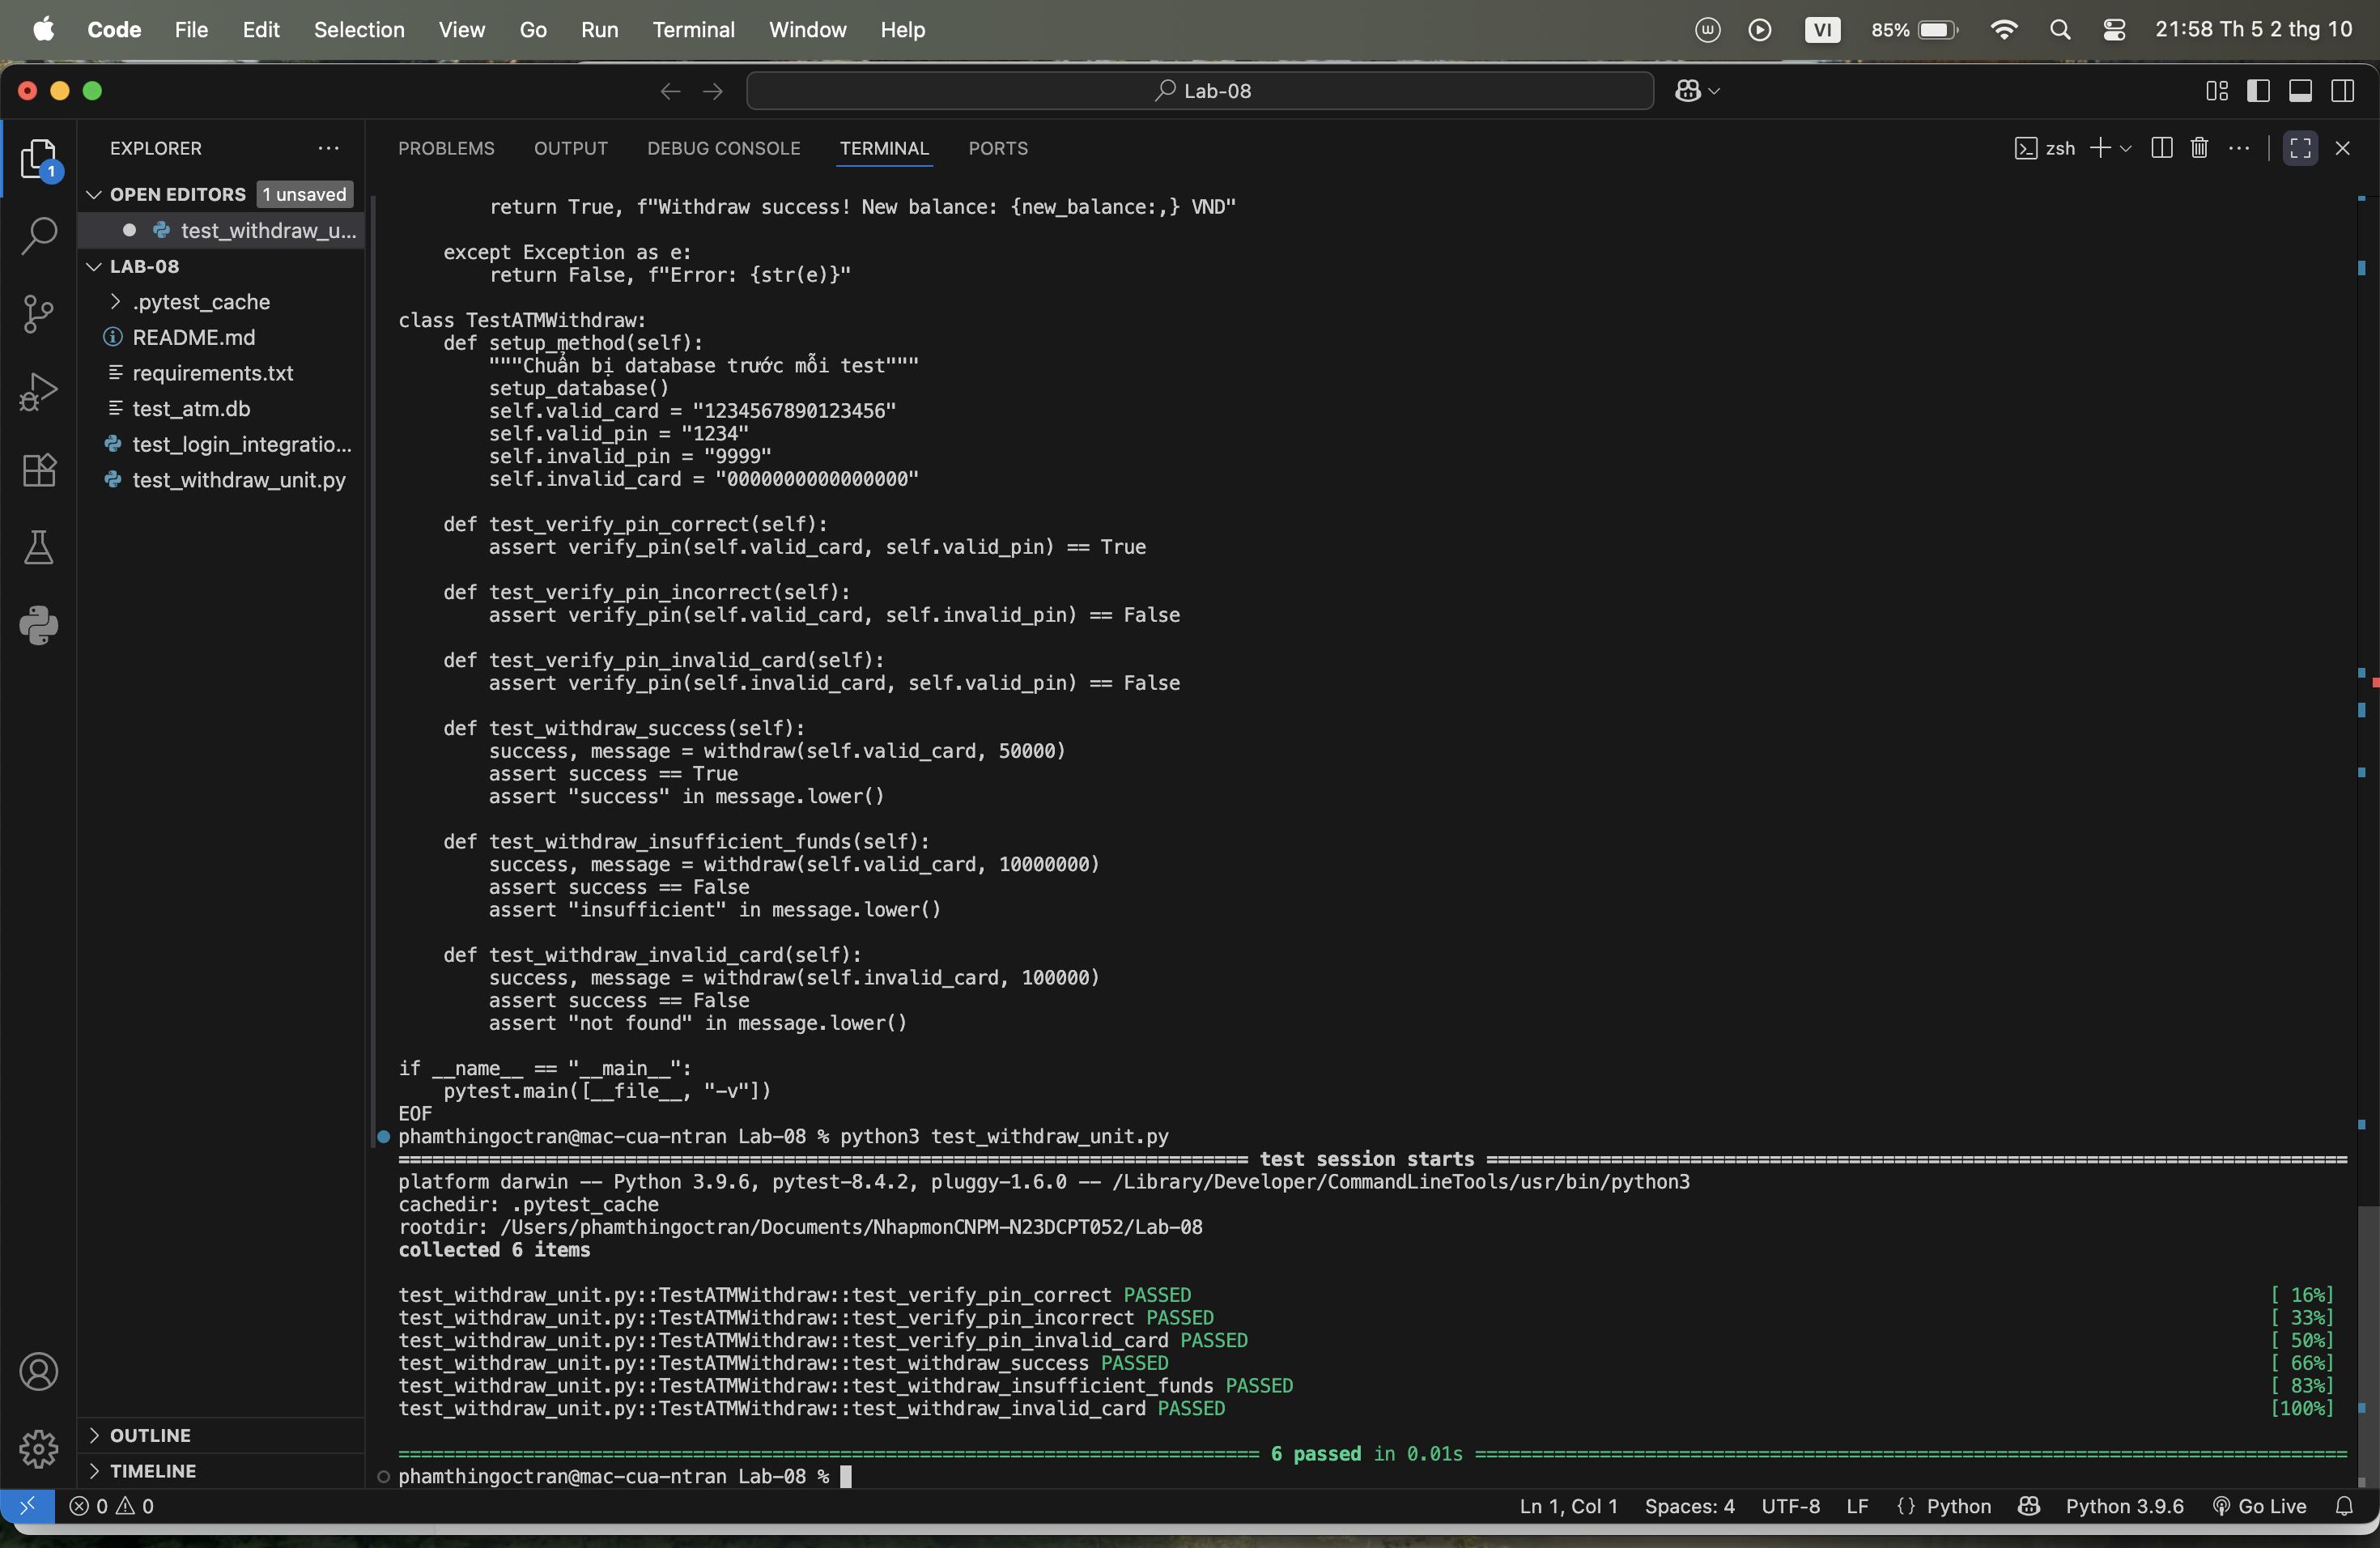 Code File Edit Selection View Go Run Terminal Window Help VI 85% 21:58 Th 5 2 thg 10
Lab-08
EXPLORER
OPEN EDITORS 1 unsaved
test_withdraw_u...
LAB-08
.pytest_cache
README.md
requirements.txt
test_atm.db
test_login_integratio...
test_withdraw_unit.py
OUTLINE
TIMELINE
1
PROBLEMS OUTPUT DEBUG CONSOLE TERMINAL PORTS
zsh
        return True, f"Withdraw success! New balance: {new_balance:,} VND"
    except Exception as e:
        return False, f"Error: {str(e)}"
class TestATMWithdraw:
    def setup_method(self):
        """Chuẩn bị database trước mỗi test"""
        setup_database()
        self.valid_card = "1234567890123456"
        self.valid_pin = "1234"
        self.invalid_pin = "9999"
        self.invalid_card = "0000000000000000"
    def test_verify_pin_correct(self):
        assert verify_pin(self.valid_card, self.valid_pin) == True
    def test_verify_pin_incorrect(self):
        assert verify_pin(self.valid_card, self.invalid_pin) == False
    def test_verify_pin_invalid_card(self):
        assert verify_pin(self.invalid_card, self.valid_pin) == False
    def test_withdraw_success(self):
        success, message = withdraw(self.valid_card, 50000)
        assert success == True
        assert "success" in message.lower()
    def test_withdraw_insufficient_funds(self):
        success, message = withdraw(self.valid_card, 10000000)
        assert success == False
        assert "insufficient" in message.lower()
    def test_withdraw_invalid_card(self):
        success, message = withdraw(self.invalid_card, 100000)
        assert success == False
        assert "not found" in message.lower()
if __name__ == "__main__":
    pytest.main([__file__, "-v"])
EOF
phamthingoctran@mac-cua-ntran Lab-08 % python3 test_withdraw_unit.py
=========================================================================== test session starts ============================================================================
platform darwin -- Python 3.9.6, pytest-8.4.2, pluggy-1.6.0 -- /Library/Developer/CommandLineTools/usr/bin/python3
cachedir: .pytest_cache
rootdir: /Users/phamthingoctran/Documents/NhapmonCNPM-N23DCPT052/Lab-08
collected 6 items
test_withdraw_unit.py::TestATMWithdraw::test_verify_pin_correct PASSED [ 16%]
test_withdraw_unit.py::TestATMWithdraw::test_verify_pin_incorrect PASSED [ 33%]
test_withdraw_unit.py::TestATMWithdraw::test_verify_pin_invalid_card PASSED [ 50%]
test_withdraw_unit.py::TestATMWithdraw::test_withdraw_success PASSED [ 66%]
test_withdraw_unit.py::TestATMWithdraw::test_withdraw_insufficient_funds PASSED [ 83%]
test_withdraw_unit.py::TestATMWithdraw::test_withdraw_invalid_card PASSED [100%]
============================================================================ 6 passed in 0.01s =============================================================================
phamthingoctran@mac-cua-ntran Lab-08 %
0 0 Ln 1, Col 1 Spaces: 4 UTF-8 LF {} Python Python 3.9.6 Go Live